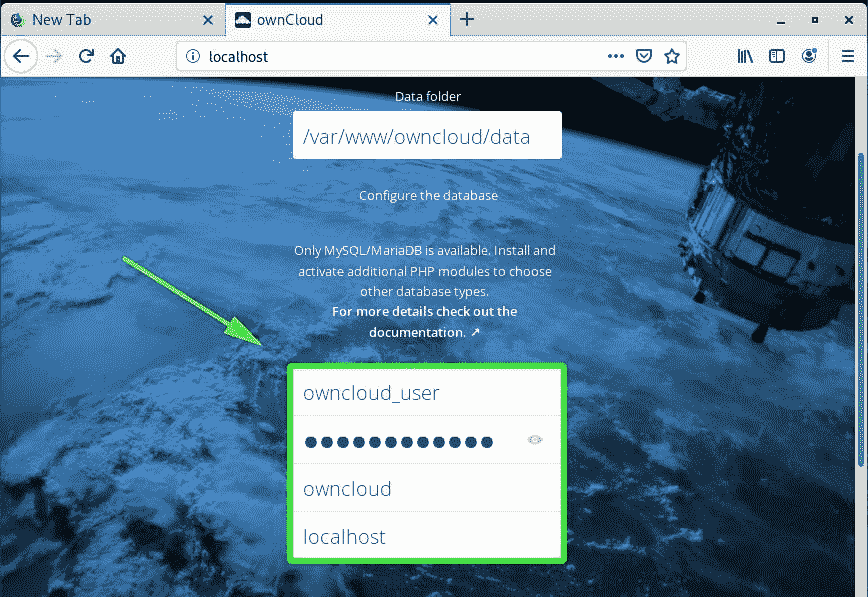 New Tab
ownCloud
localhost
Data folder
/var/www/owncloud/data
Configure the database
Only MySQL/MariaDB is available. Install and
activate additional PHP modules to choose
other database types.
For more details check out the
documentation. ↗
owncloud_user
●●●●●●●●●●●●
owncloud
localhost